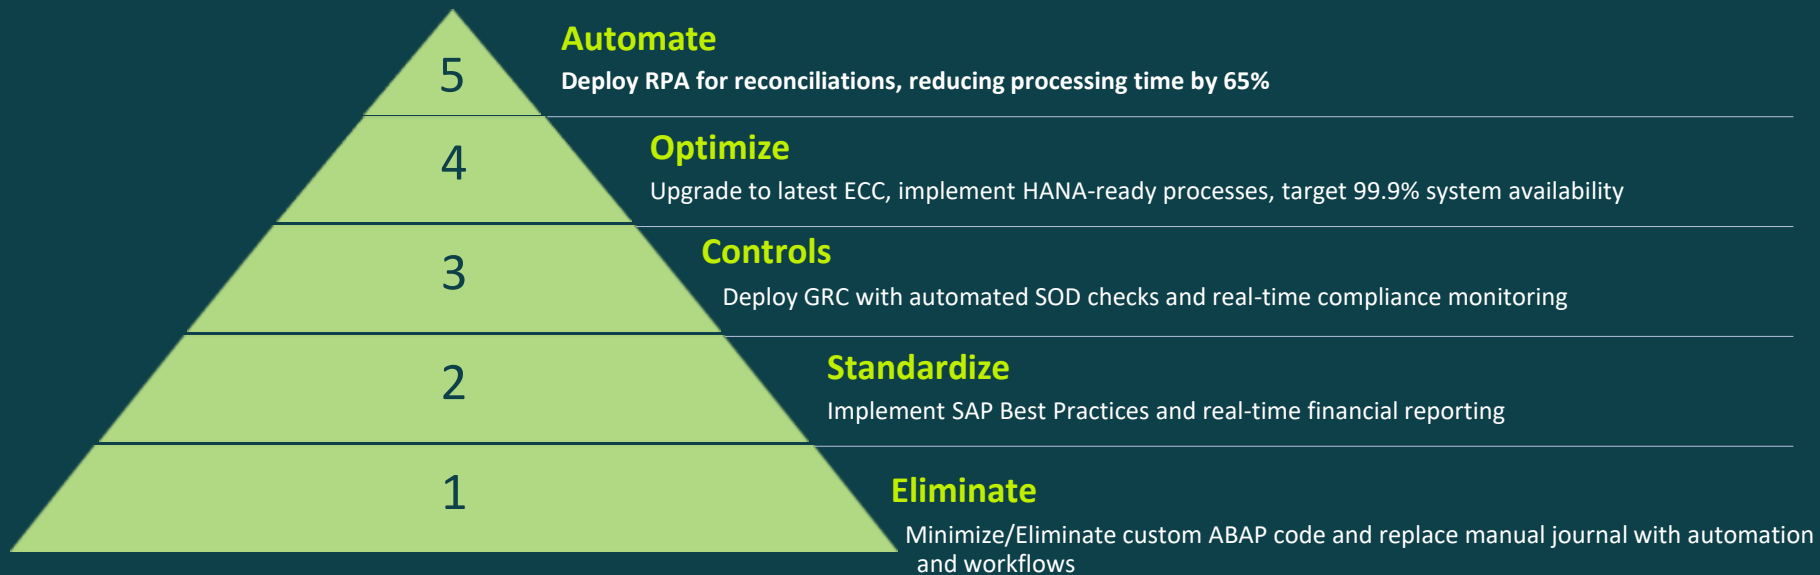 5
Automate
Deploy RPA for reconciliations, reducing processing time by 65%
4
Optimize
Upgrade to latest ECC, implement HANA-ready processes, target 99.9% system availability
3
Controls
Deploy GRC with automated SOD checks and real-time compliance monitoring
2
Standardize
Implement SAP Best Practices and real-time financial reporting
1
Eliminate
Minimize/Eliminate custom ABAP code and replace manual journal with automation
and workflows